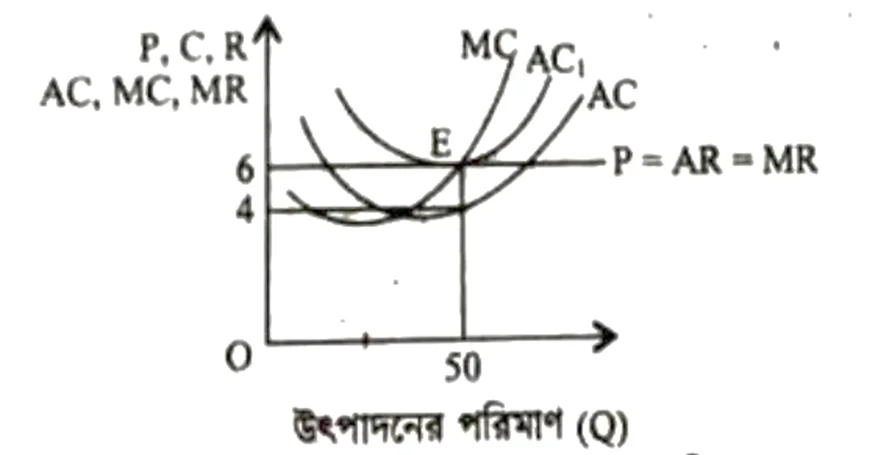 P, C, R
AC, MC, MR
MC
AC₁
AC
E
6
P = AR = MR
4
O
50
উৎপাদনের পরিমাণ (Q)